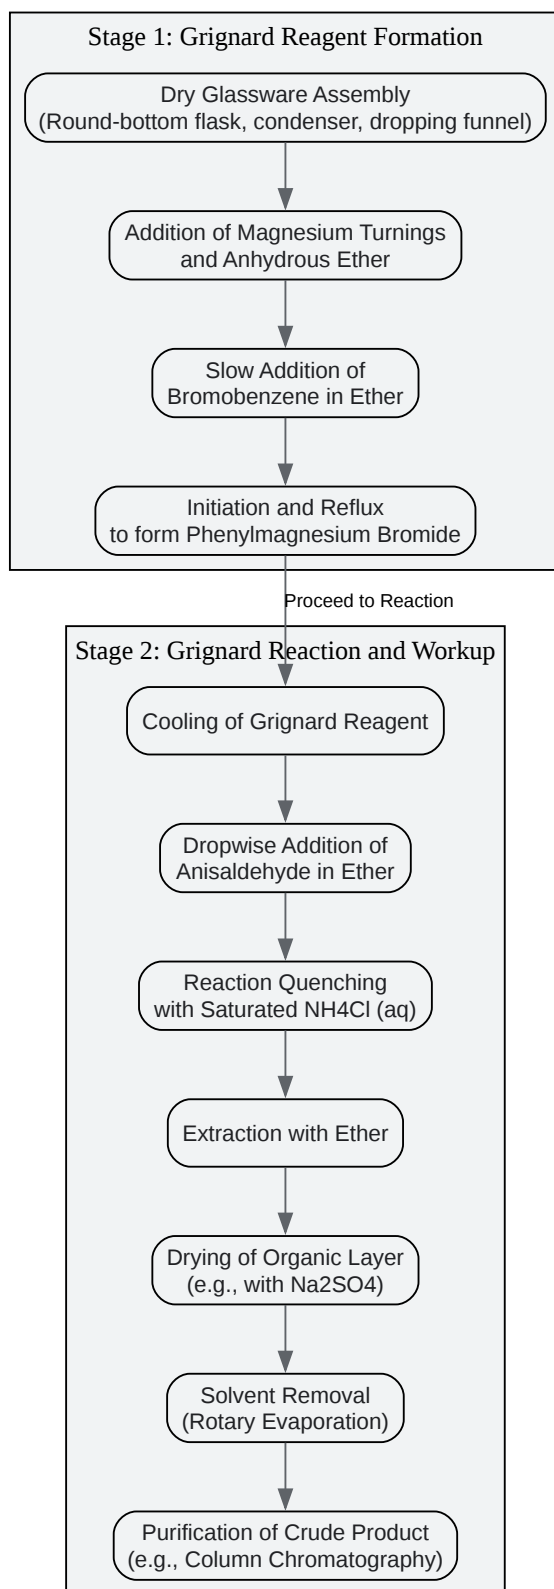 Stage 1: Grignard Reagent Formation
Dry Glassware Assembly
(Round-bottom flask, condenser, dropping funnel)
Addition of Magnesium Turnings
and Anhydrous Ether
Slow Addition of
Bromobenzene in Ether
Initiation and Reflux
to form Phenylmagnesium Bromide
Proceed to Reaction
Stage 2: Grignard Reaction and Workup
Cooling of Grignard Reagent
Dropwise Addition of
Anisaldehyde in Ether
Reaction Quenching
with Saturated NH4Cl (aq)
Extraction with Ether
Drying of Organic Layer
(e.g., with Na2SO4)
Solvent Removal
(Rotary Evaporation)
Purification of Crude Product
(e.g., Column Chromatography)